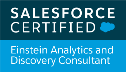 SALESFORCE
CERTIFIED
Einstein Analytics and
Discovery Consultant